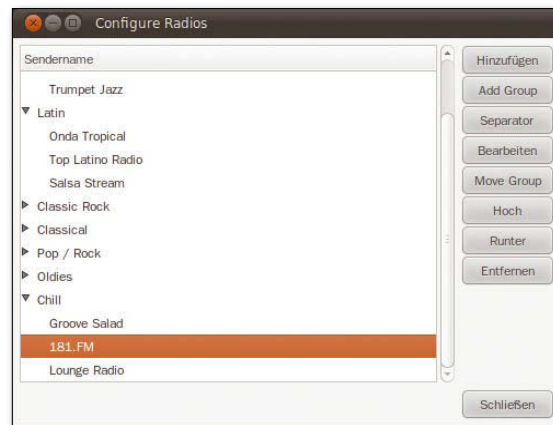 Configure Radios
Sendername
Trumpet Jazz
Latin
Onda Tropical
Top Latino Radio
Salsa Stream
Classic Rock
Classical
Pop / Rock
Oldies
Chill
Groove Salad
181.FM
Lounge Radio
Hinzufügen
Add Group
Separator
Bearbeiten
Move Group
Hoch
Runter
Entfernen
Schließen